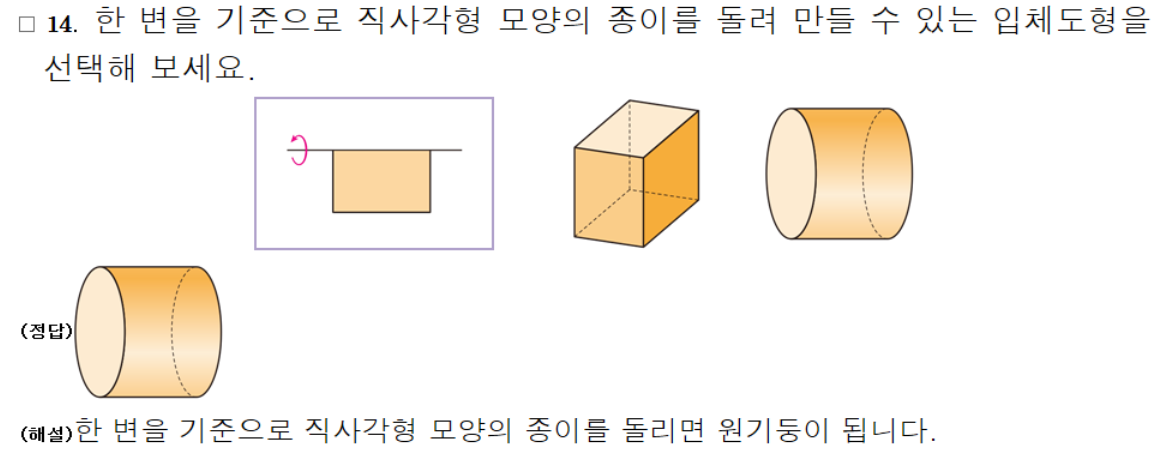 □ 14. 한 변을 기준으로 직사각형 모양의 종이를 돌려 만들 수 있는 입체도형을
선택해 보세요.
(정답)
(해설)한 변을 기준으로 직사각형 모양의 종이를 돌리면 원기둥이 됩니다.